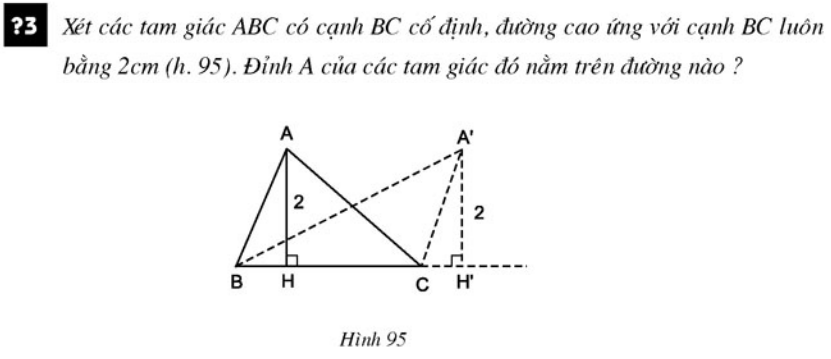 ?3 Xét các tam giác ABC có cạnh BC cố định, đường cao ứng với cạnh BC luôn
bằng 2cm (h. 95). Đỉnh A của các tam giác đó nằm trên đường nào ?
A A'
2 2
B H C H'
Hình 95